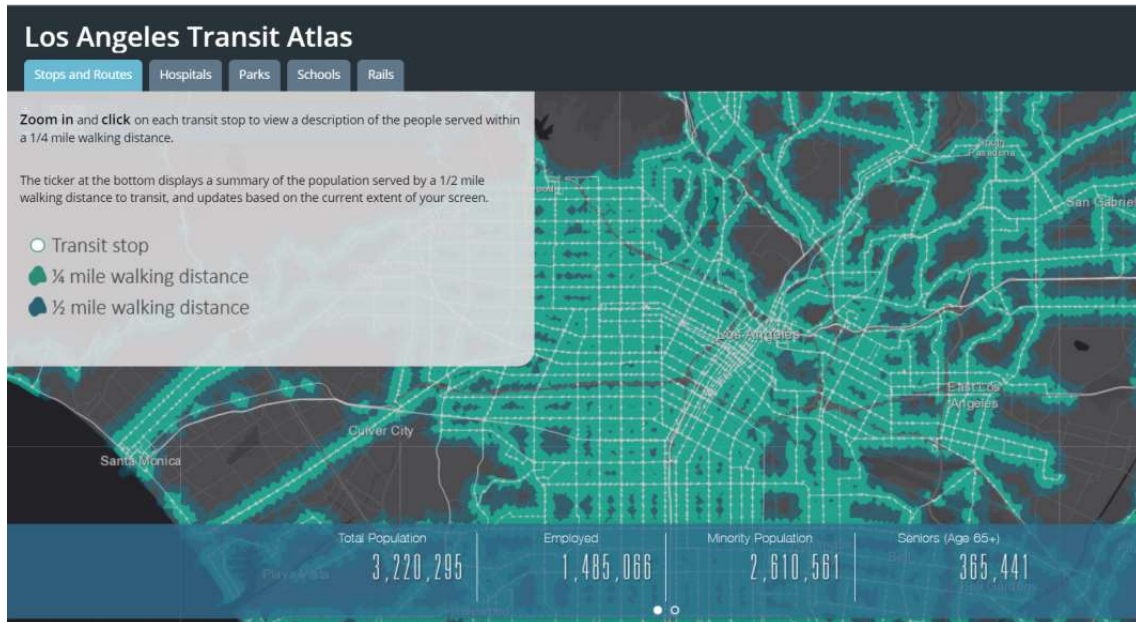 Los Angeles Transit Atlas
Stops and Routes
Hospitals
Parks
Schools
Rails
Zoom in and click on each transit stop to view a description of the people served within
a 1/4 mile walking distance.
The ticker at the bottom displays a summary of the population served by a 1/2 mile
walking distance to transit, and updates based on the current extent of your screen.
Transit stop
¼ mile walking distance
½ mile walking distance
South
Pasadena
San Gabriel
Los Angeles
East Los
Angeles
Culver City
Santa Monica
Total Population
3,220,295
Employed
1,485,066
Minority Population
2,610,561
Seniors (Age 65+)
365,441
Playa Vista